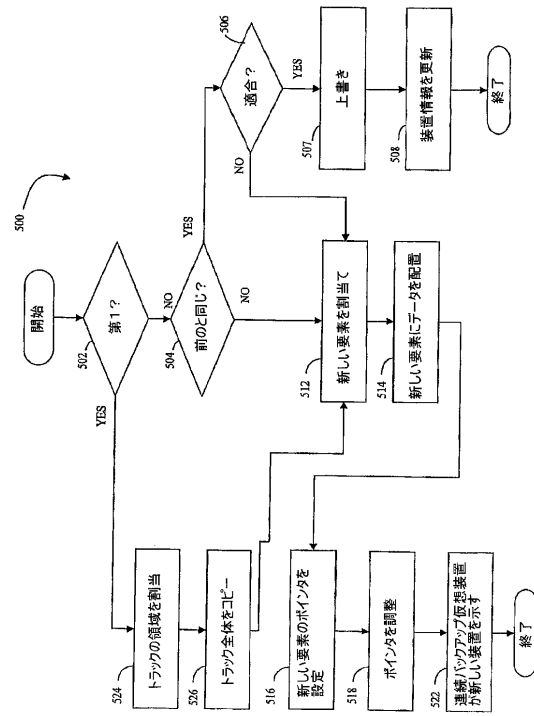 500
開始
502
第1?
YES
NO
504
前のと同じ?
YES
NO
506
適合?
YES
NO
507
上書き
508
装置情報を更新
終了
512
新しい要素を割当て
514
新しい要素にデータを配置
524
トラックの領域を割当
526
トラック全体をコピー
516
新しい要素のポインタを
設定
518
ポインタを調整
522
連続バックアップ仮想装置
が新しい装置を示す
終了